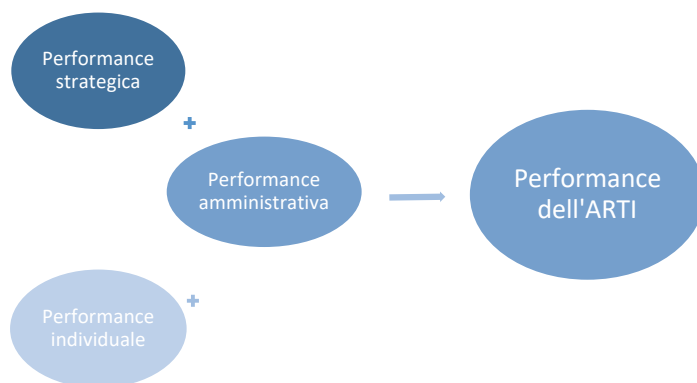 Performance
strategica
+
Performance
amministrativa
Performance
dell'ARTI
+
Performance
individuale